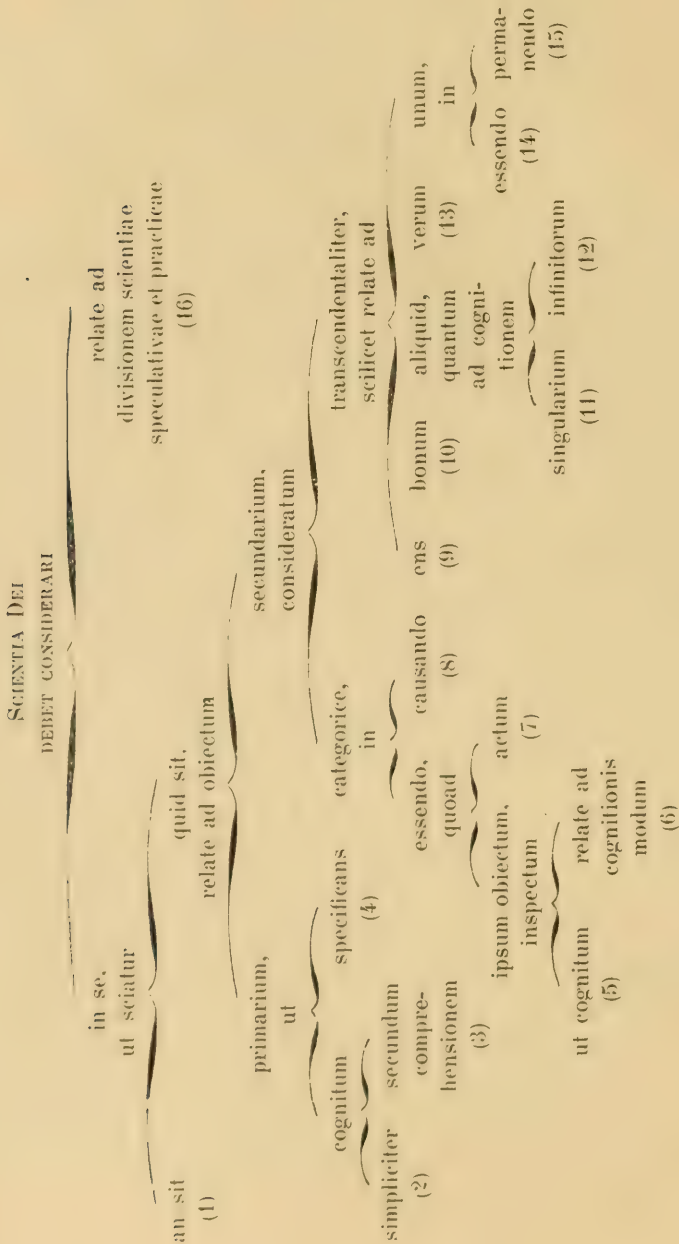 SCIENTIA DEI
DEBET CONSIDERARI
in se,
ut sciatur
relate ad
divisionem scientiae
speculativae et practicae
(16)
an sit
(1)
quid sit,
relate ad obiectum
primarium,
ut
secundarium,
consideratum
cognitum
specificans
(4)
categorice,
in
transcendentaliter,
scilicet relate ad
simpliciter
(2)
secundum
compre-
hensionem
(3)
essendo,
quoad
causando
(8)
ens
(9)
bonum
(10)
aliquid,
quantum
ad cogni-
tionem
verum
(13)
unum,
in
ipsum obiectum,
inspectum
actum
(7)
singularium
(11)
infinitorum
(12)
essendo
(14)
perma-
nendo
(15)
ut cognitum
(5)
relate ad
cognitionis
modum
(6)